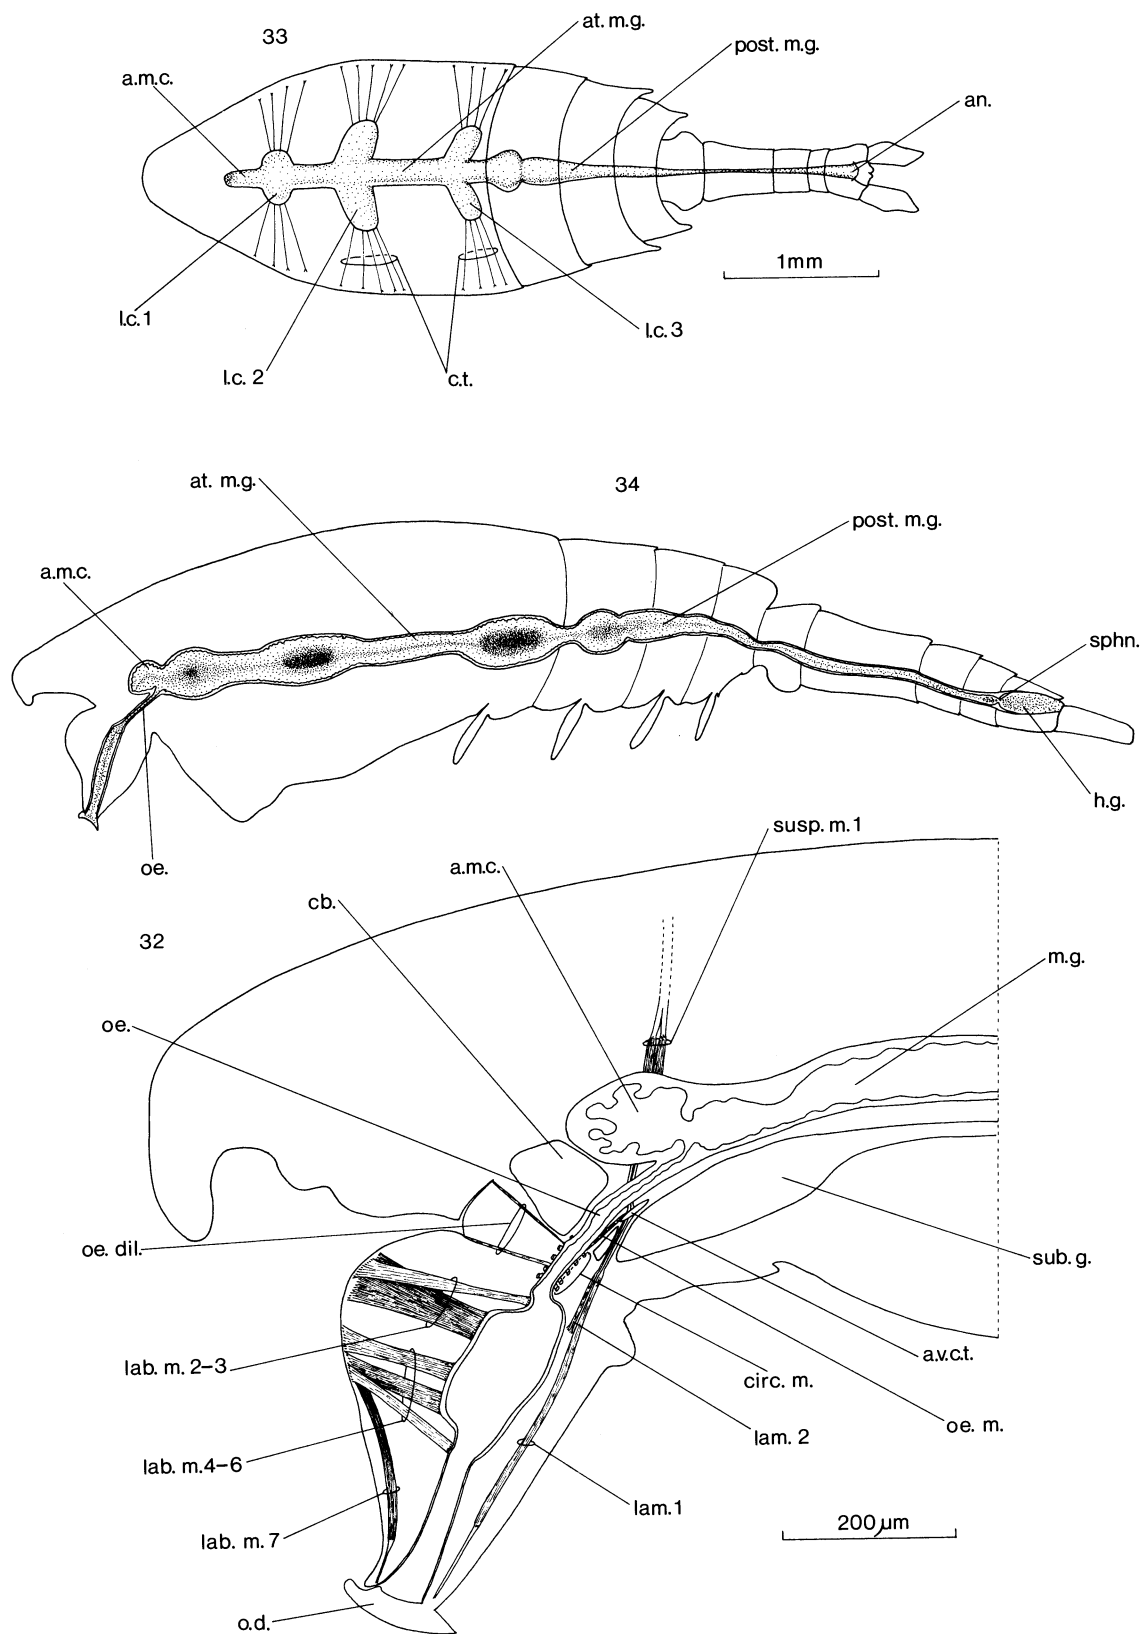 33
at. m.g.
post. m.g.
a.m.c.
an.
1mm
l.c. 1
l.c. 3
l.c. 2
c.t.
at. m.g.
34
post. m.g.
a.m.c.
sphn.
h.g.
oe.
susp. m. 1
a.m.c.
cb.
32
m.g.
oe.
oe. dil.
sub. g.
lab. m. 2–3
a.v.c.t.
circ. m.
oe. m.
lam. 2
lab. m. 4–6
lam. 1
200 µm
lab. m. 7
o.d.